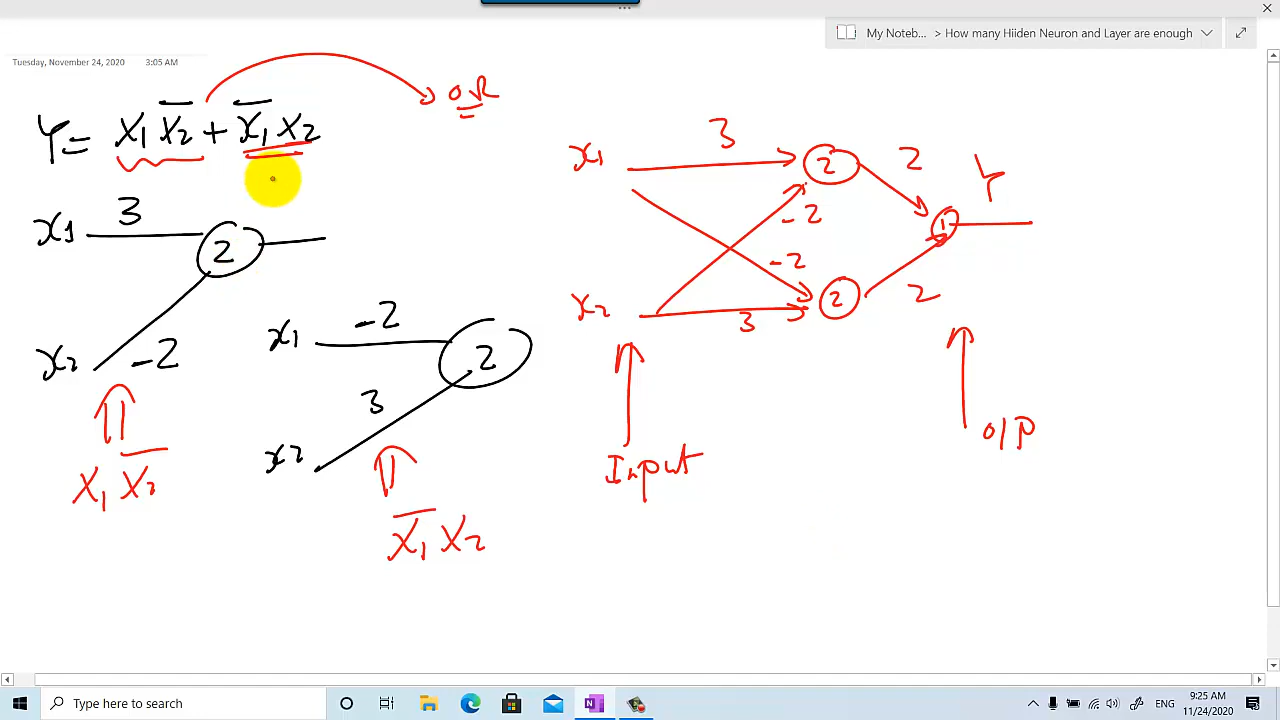 My Noteb... > How many Hiiden Neuron and Layer are enough
Tuesday, November 24, 2020 3:05 AM
Y= X1 X̅2 + X̅1 X2
OR
x1 3
2
x2 -2
X1 X̅2
x1 -2
2
3
x2
X̅1 X2
x1 3
2
2
Y
1
-2
-2
x2
3
2
2
Input
O/P
Type here to search
ENG
9:25 AM
11/24/2020